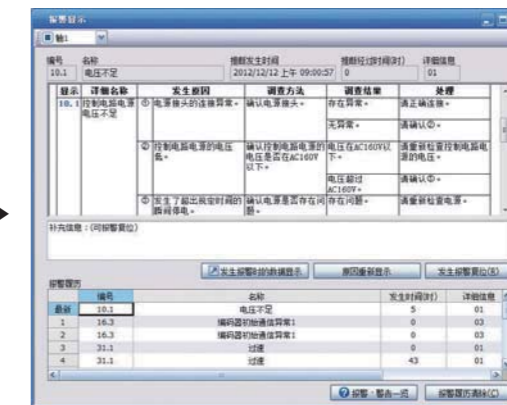 报警显示
轴1
编号 名称 报警发生时间 报警经过时间(时) 详细信息
10.1 电压不足 2012/12/12 上午 09:00:57 0 01
显示 详细名称 发生原因 调查方法 调查结果 处理
10.1 控制电路电源电压不足 ① 电源接头的连接异常。 确认电源接头。 存在异常。 请正确连接。
无异常。 请确认②。
② 控制电路电源的电压低。 确认控制电路电源的电压是否在AC160V以下。 电压在AC160V以下。 请重新检查控制电路电源的电压。
电压超过AC160V。 请确认③。
③ 发生了超出规定时间的瞬间停电。 确认电源是否存在问题。 存在问题。 请重新检查电源。
补充信息：(可报警复位)
发生报警时的数据显示 原因重新显示 发生报警复位(R)
报警履历
编号 名称 发生时间(时) 详细信息
最新 10.1 电压不足 5 01
1 16.3 编码器初始通信异常1 0 03
2 16.3 编码器初始通信异常1 0 03
3 31.1 过速 0 01
4 31.1 过速 43 01
报警·警告一览 报警履历清除(C)